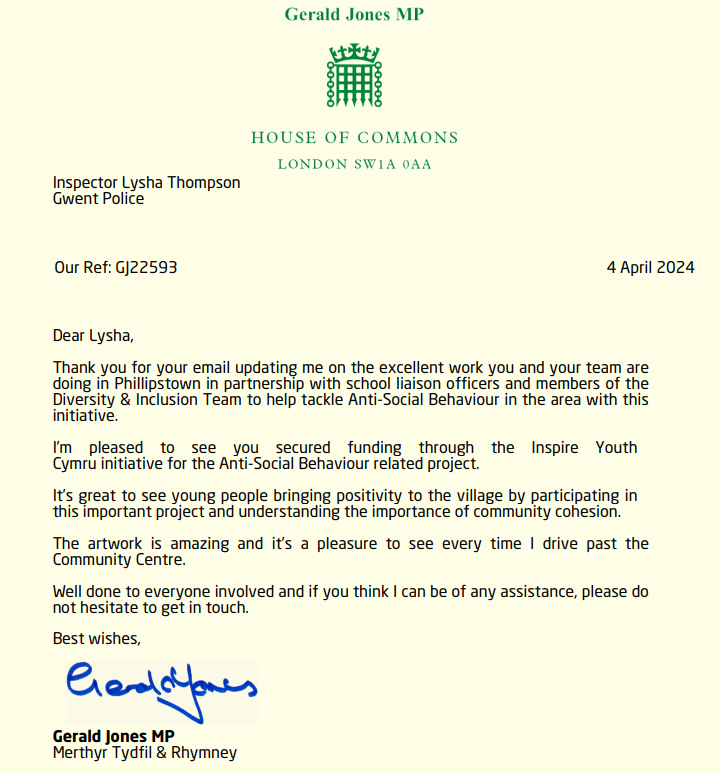 Gerald Jones MP
HOUSE OF COMMONS
LONDON SW1A 0AA
Inspector Lysha Thompson
Gwent Police
Our Ref: GJ22593
4 April 2024
Dear Lysha,
Thank you for your email updating me on the excellent work you and your team are
doing in Phillipstown in partnership with school liaison officers and members of the
Diversity & Inclusion Team to help tackle Anti-Social Behaviour in the area with this
initiative.
I'm pleased to see you secured funding through the Inspire Youth
Cymru initiative for the Anti-Social Behaviour related project.
It's great to see young people bringing positivity to the village by participating in
this important project and understanding the importance of community cohesion.
The artwork is amazing and it's a pleasure to see every time I drive past the
Community Centre.
Well done to everyone involved and if you think I can be of any assistance, please do
not hesitate to get in touch.
Best wishes,
Gerald Jones
Gerald Jones MP
Merthyr Tydfil & Rhymney